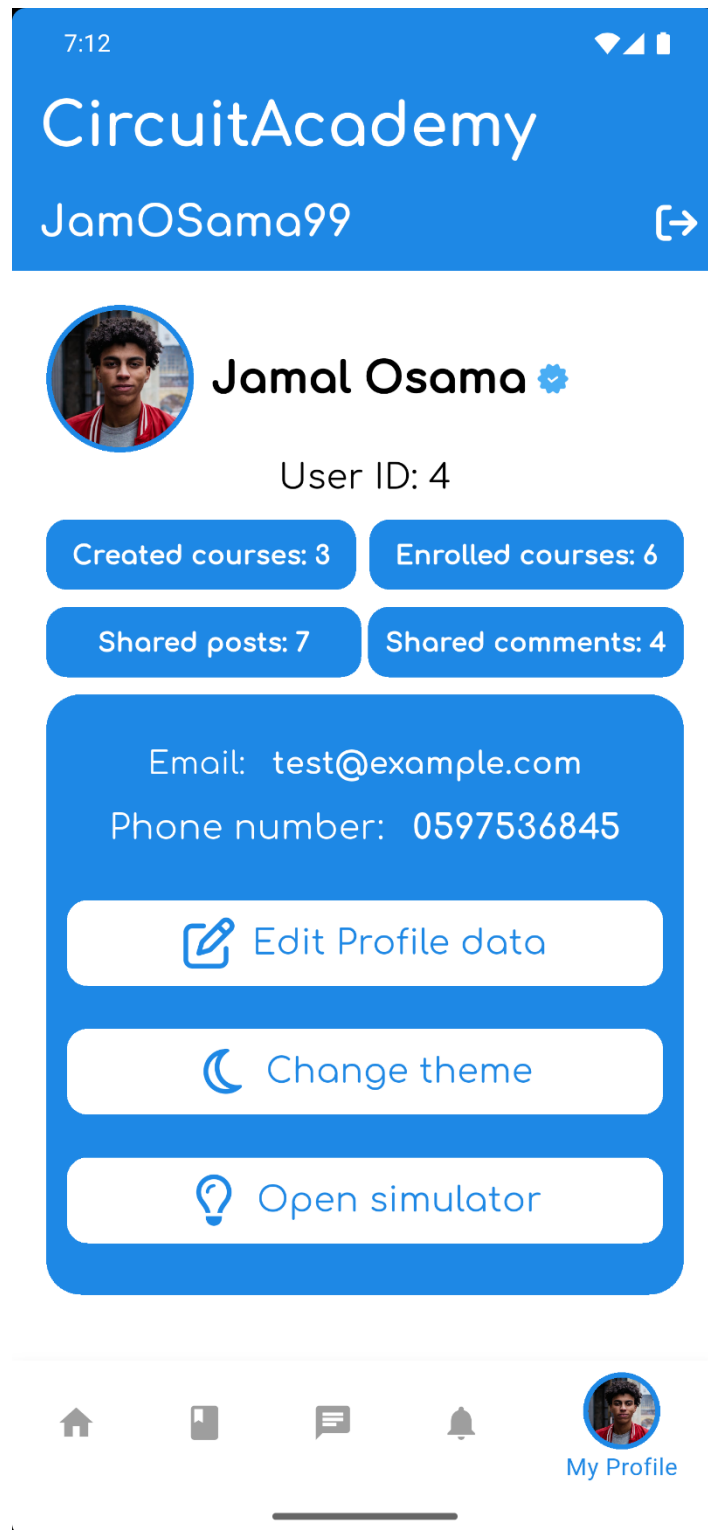 7:12
CircuitAcademy
JamOSama99
Jamal Osama
User ID: 4
Created courses: 3
Enrolled courses: 6
Shared posts: 7
Shared comments: 4
Email: test@example.com
Phone number: 0597536845
Edit Profile data
Change theme
Open simulator
My Profile